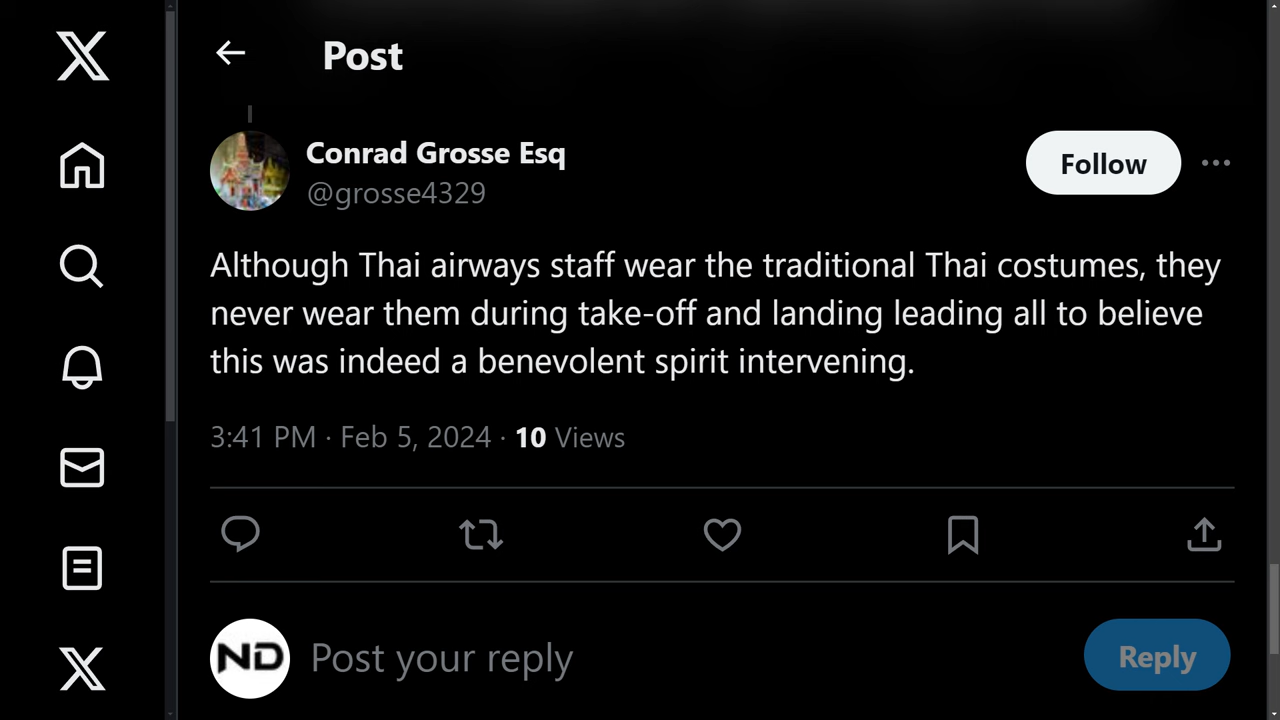 Post
Conrad Grosse Esq
@grosse4329
Follow
Although Thai airways staff wear the traditional Thai costumes, they
never wear them during take-off and landing leading all to believe
this was indeed a benevolent spirit intervening.
3:41 PM · Feb 5, 2024 · 10 Views
ND
Post your reply
Reply